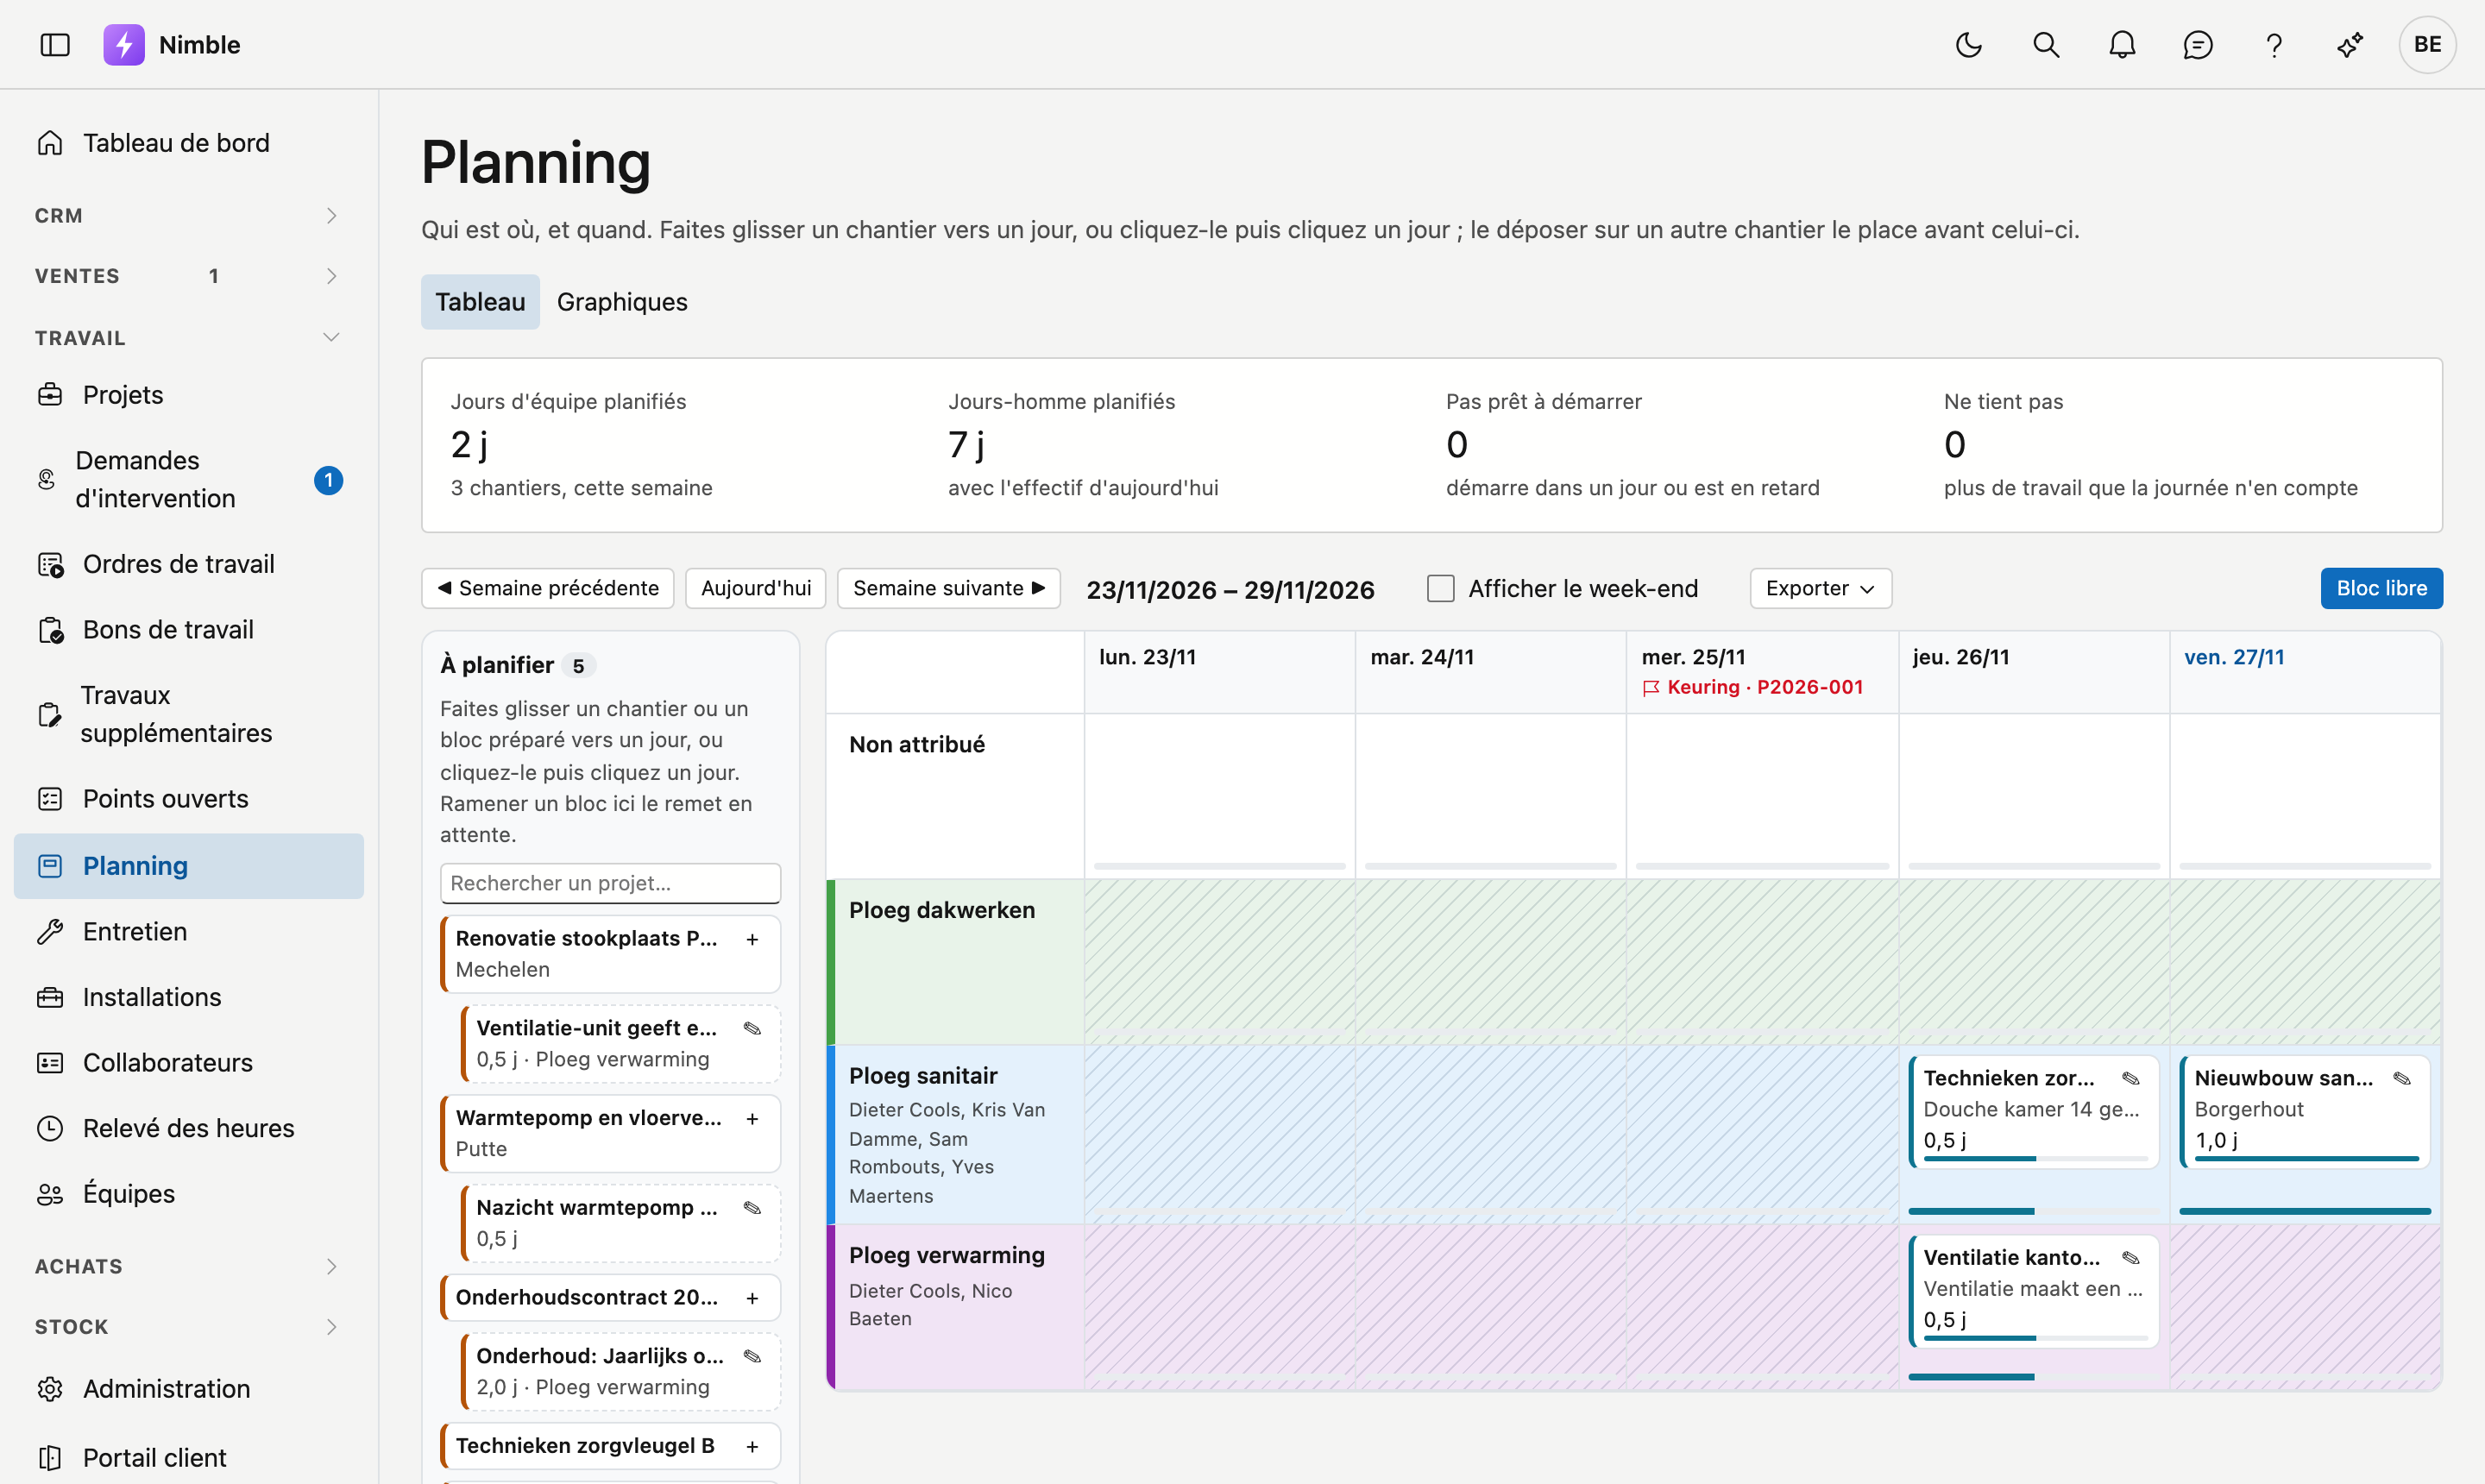 Nimble
BE
Tableau de bord
CRM
VENTES 1
TRAVAIL
Projets
Demandes
d'intervention
1
Ordres de travail
Bons de travail
Travaux
supplémentaires
Points ouverts
Planning
Entretien
Installations
Collaborateurs
Relevé des heures
Équipes
ACHATS
STOCK
Administration
Portail client
Planning
Qui est où, et quand. Faites glisser un chantier vers un jour, ou cliquez-le puis cliquez un jour ; le déposer sur un autre chantier le place avant celui-ci.
Tableau Graphiques
Jours d'équipe planifiés
2 j
3 chantiers, cette semaine
Jours-homme planifiés
7 j
avec l'effectif d'aujourd'hui
Pas prêt à démarrer
0
démarre dans un jour ou est en retard
Ne tient pas
0
plus de travail que la journée n'en compte
Semaine précédente
Aujourd'hui
Semaine suivante
23/11/2026 – 29/11/2026
Afficher le week-end
Exporter
Bloc libre
À planifier 5
Faites glisser un chantier ou un
bloc préparé vers un jour, ou
cliquez-le puis cliquez un jour.
Ramener un bloc ici le remet en
attente.
Rechercher un projet...
Renovatie stookplaats P... +
Mechelen
Ventilatie-unit geeft e...
0,5 j · Ploeg verwarming
Warmtepomp en vloerve... +
Putte
Nazicht warmtepomp ...
0,5 j
Onderhoudscontract 20... +
Onderhoud: Jaarlijks o...
2,0 j · Ploeg verwarming
Technieken zorgvleugel B +
lun. 23/11
mar. 24/11
mer. 25/11
Keuring · P2026-001
jeu. 26/11
ven. 27/11
Non attribué
Ploeg dakwerken
Ploeg sanitair
Dieter Cools, Kris Van
Damme, Sam
Rombouts, Yves
Maertens
Technieken zor...
Douche kamer 14 ge...
0,5 j
Nieuwbouw san...
Borgerhout
1,0 j
Ploeg verwarming
Dieter Cools, Nico
Baeten
Ventilatie kanto...
Ventilatie maakt een ...
0,5 j